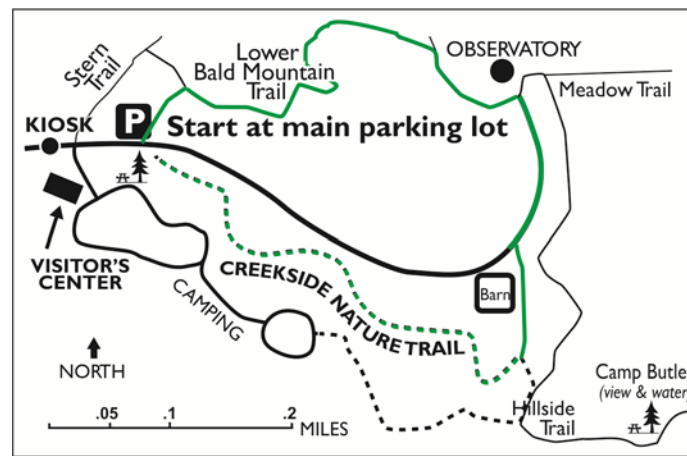 Stern Trail
Lower
Bald Mountain
Trail
OBSERVATORY
Meadow Trail
KIOSK
P
Start at main parking lot
VISITOR'S
CENTER
CAMPING
CREEKSIDE NATURE TRAIL
Barn
NORTH
Camp Butle
(view & water
Hillside
Trail
.05 .1 .2
MILES